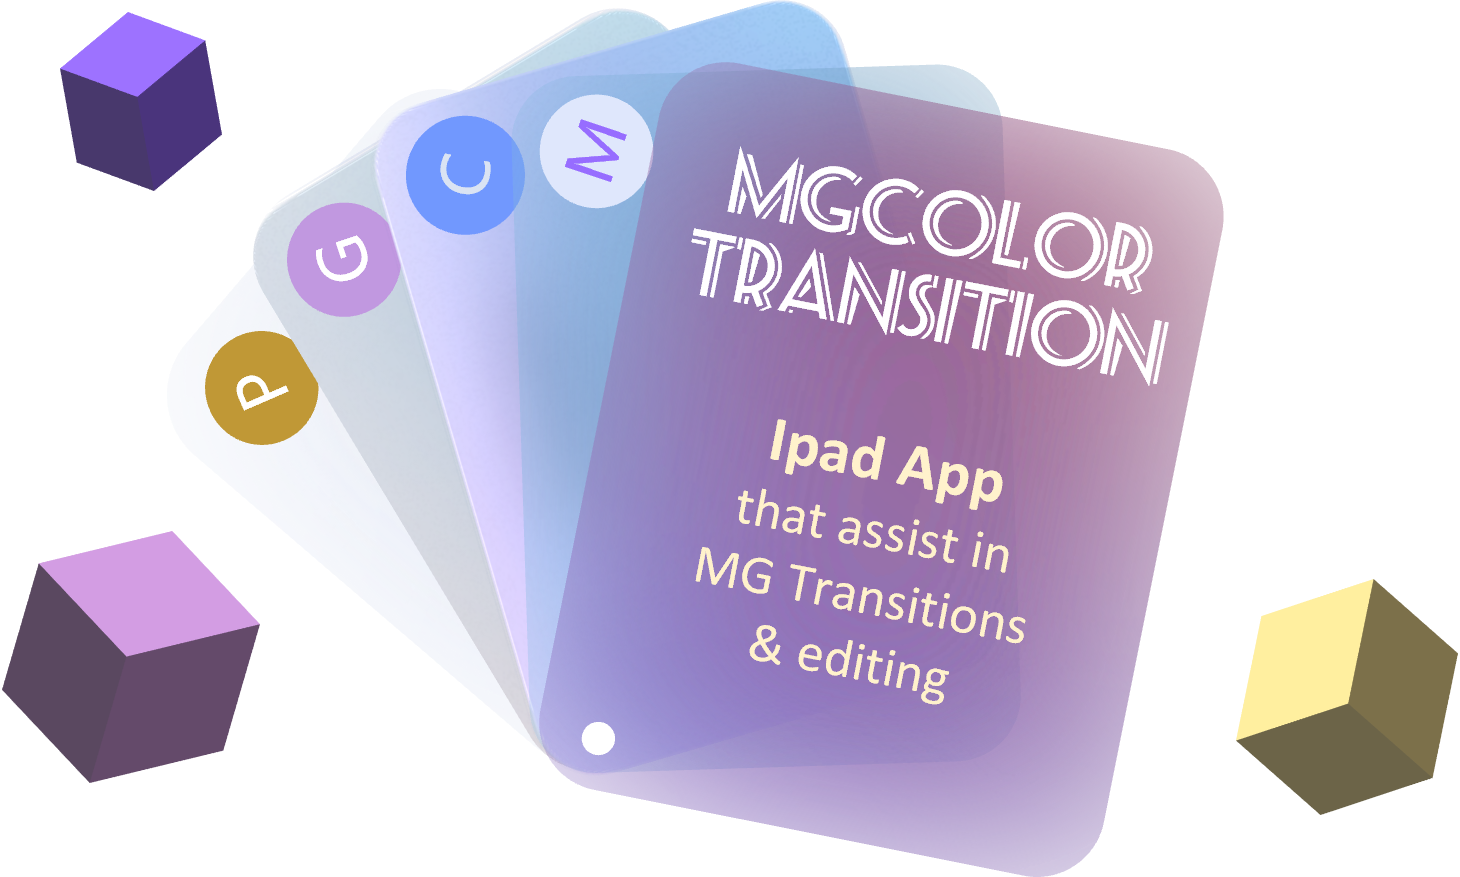 P
G
C
M
MGCOLOR
TRANSITION
Ipad App
that assist in
MG Transitions
& editing